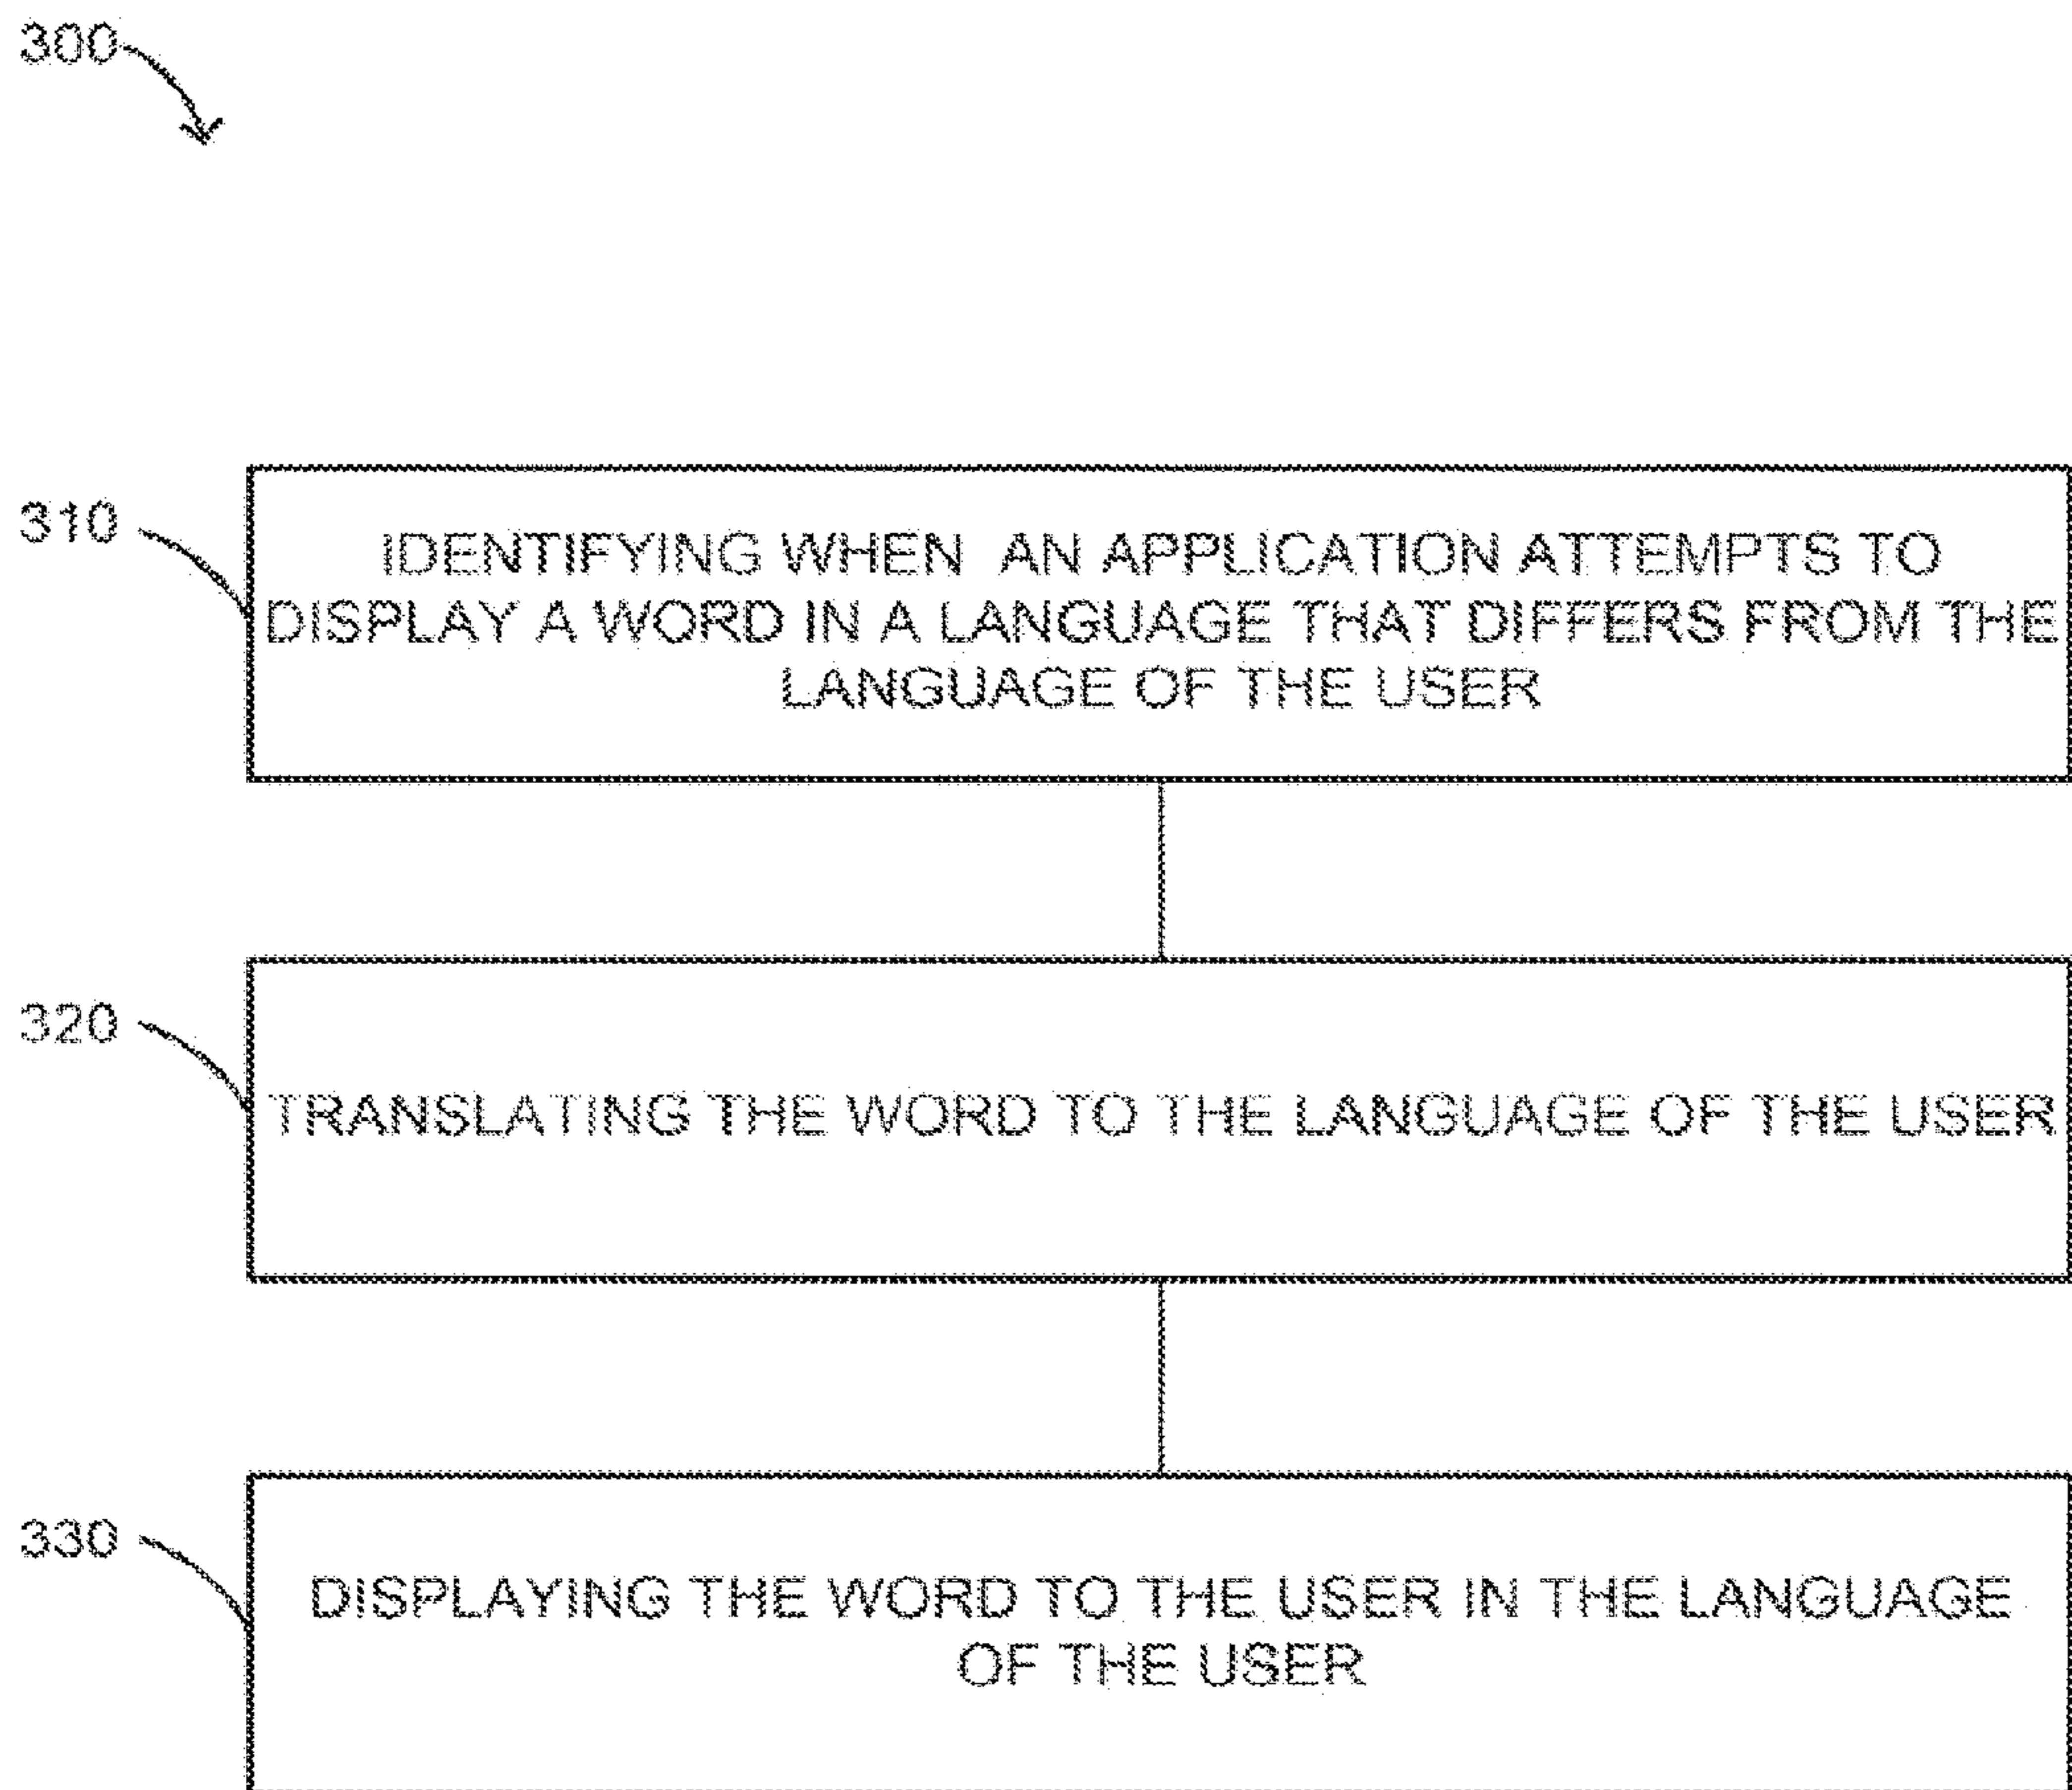 300
310
IDENTIFYING WHEN AN APPLICATION ATTEMPTS TO
DISPLAY A WORD IN A LANGUAGE THAT DIFFERS FROM THE
LANGUAGE OF THE USER
320
TRANSLATING THE WORD TO THE LANGUAGE OF THE USER
330
DISPLAYING THE WORD TO THE USER IN THE LANGUAGE
OF THE USER